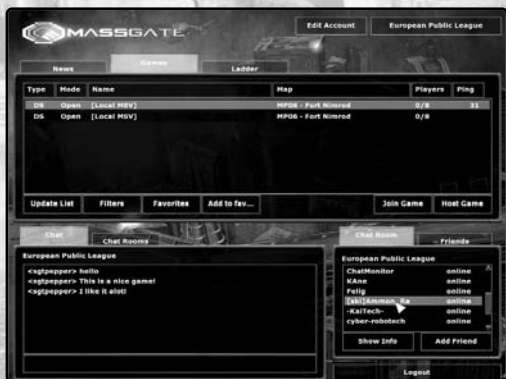 MASSGATE
Edit Account
European Public League
News
Games
Ladder
Type Mode Name Map Players Ping
DS Open [Local MSV] MP06 - Fort Nimrod 0/8 31
DS Open [Local MSV] MP06 - Fort Nimrod 0/8
Update List Filters Favorites Add to fav... Join Game Host Game
Chat
Chat Rooms
European Public League
<sgtpepper> hello
<sgtpepper> This is a nice game!
<sgtpepper> I like it alot!
Chat Room
Friends
European Public League
ChatMonitor online
KAne online
Felig online
[ski]Ammon_Ra online
-KaiTech- online
cyber-robotech online
Show Info Add Friend
Logout